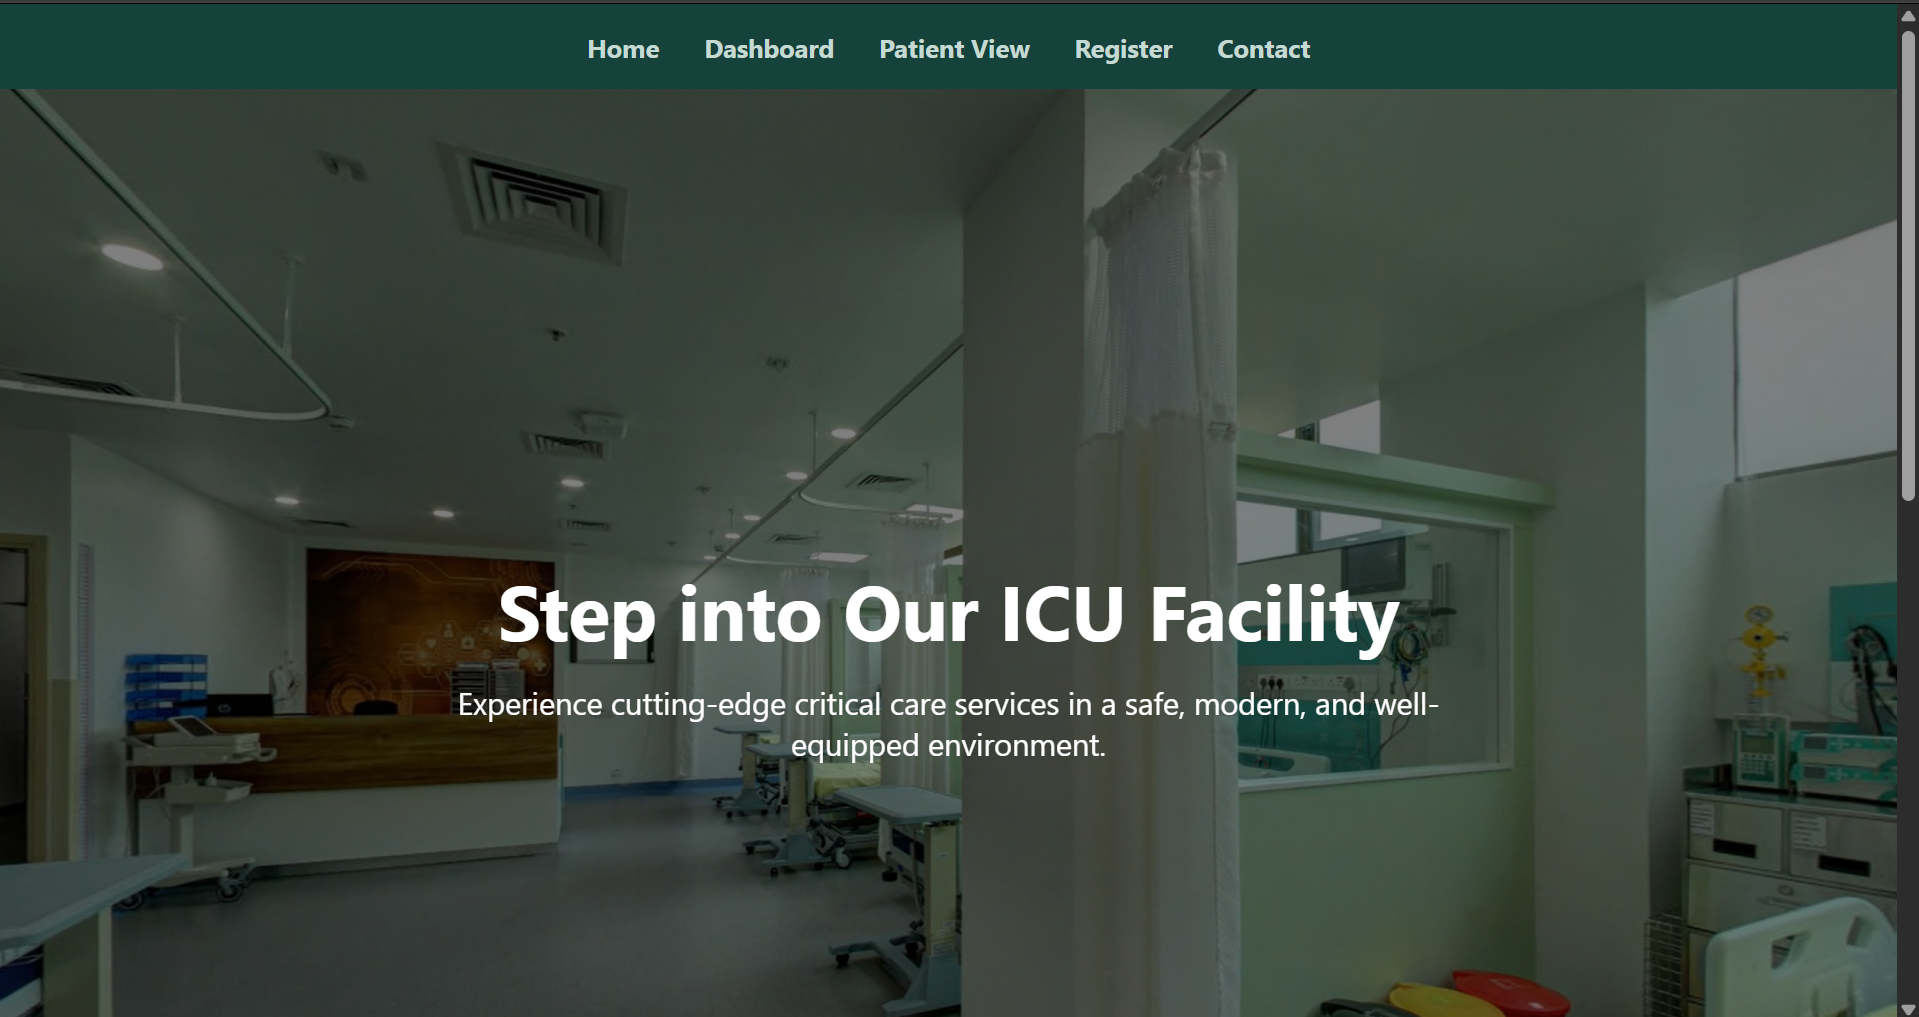 Home Dashboard Patient View Register Contact
Step into Our ICU Facility
Experience cutting-edge critical care services in a safe, modern, and well-
equipped environment.